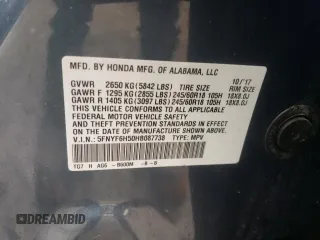 MFD. BY HONDA MFG. OF ALABAMA, LLC 10/'17
GVWR 2650 KG(5842 LBS) TIRE SIZE RIM SIZE
GAWR F 1295 KG(2855 LBS)245/60R18 105H 18X8.0J
GAWR R 1405 KG(3097 LBS)245/60R18 105H 18X8.0J
THIS VEHICLE CONFORMS TO ALL APPLICABLE
FEDERAL MOTOR VEHICLE SAFETY AND
THEFT PREVENTION STANDARDS IN EFFECT ON
THE DATE OF MANUFACTURE SHOWN ABOVE.
V.I.N.: 5FNYF6H50HB087738 TYPE: MPV